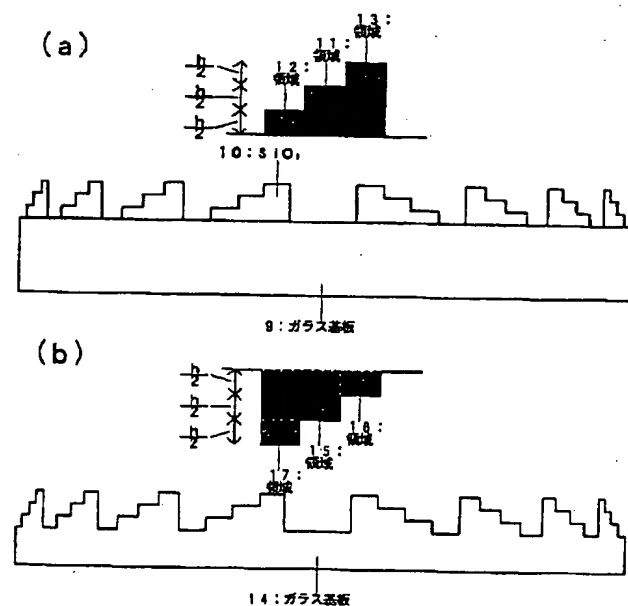 (a)
13:
領域
11:
領域
12:
領域
h/2
h/2
h/2
10:SiO₂
9:ガラス基板
(b)
h/2
h/2
h/2
16:
領域
15:
領域
17:
領域
14:ガラス基板